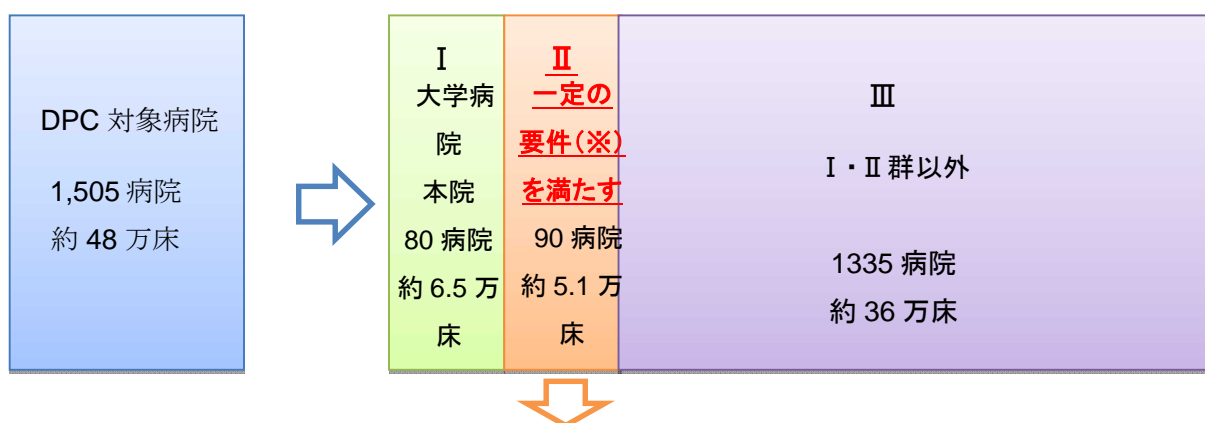 DPC 対象病院
1,505 病院
約 48 万床
Ⅰ
大学病
院
本院
80 病院
約 6.5 万
床
Ⅱ
一定の
要件(※)
を満たす
90 病院
約 5.1 万
床
Ⅲ
Ⅰ・Ⅱ群以外
1335 病院
約 36 万床